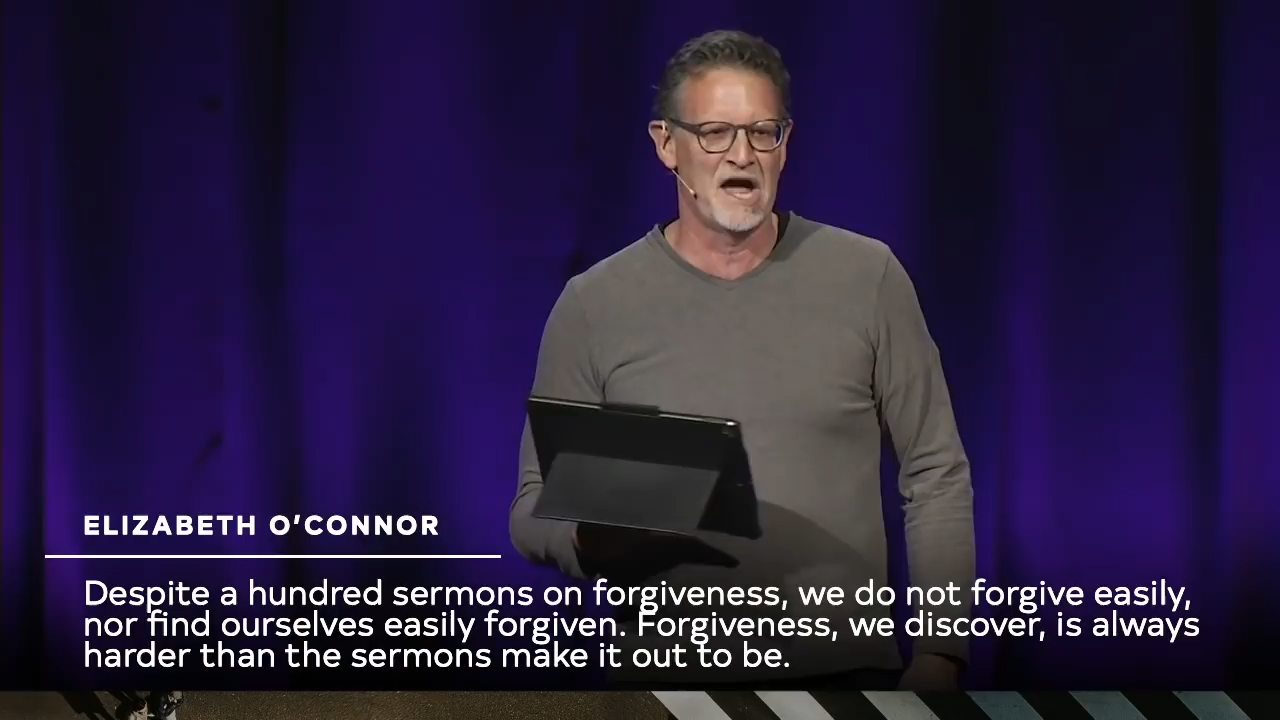 ELIZABETH O'CONNOR
Despite a hundred sermons on forgiveness, we do not forgive easily,
nor find ourselves easily forgiven. Forgiveness, we discover, is always
harder than the sermons make it out to be.